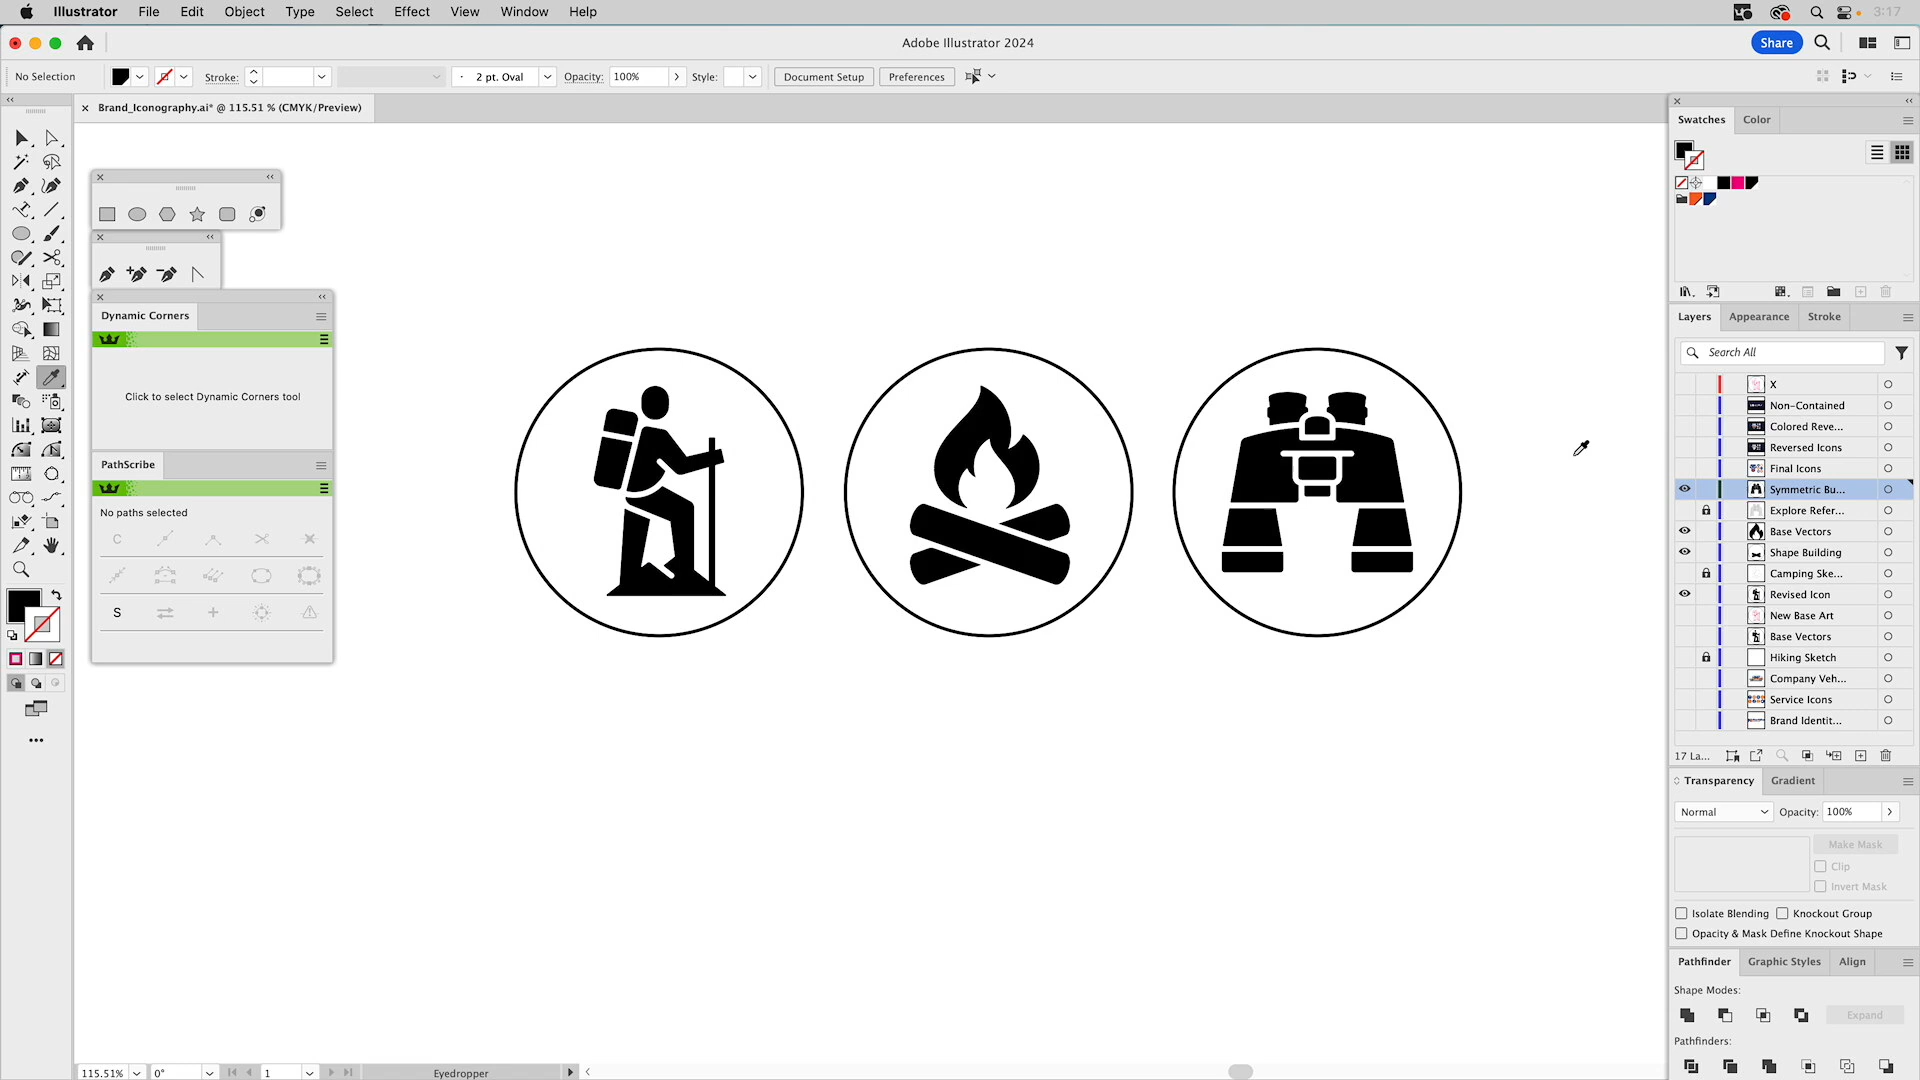 Illustrator File Edit Object Type Select Effect View Window Help 3:17
Adobe Illustrator 2024
Share
No Selection Stroke: 2 pt. Oval Opacity: 100% Style: Document Setup Preferences
Brand_Iconography.ai* @ 115.51 % (CMYK/Preview)
Swatches Color
Dynamic Corners
Click to select Dynamic Corners tool
PathScribe
No paths selected
C
S
Layers Appearance Stroke
Search All
X
Non-Contained
Colored Reve...
Reversed Icons
Final Icons
Symmetric Bu...
Explore Refer...
Base Vectors
Shape Building
Camping Ske...
Revised Icon
New Base Art
Base Vectors
Hiking Sketch
Company Veh...
Service Icons
Brand Identit...
17 La...
Transparency Gradient
Normal Opacity: 100%
Make Mask
Clip
Invert Mask
Isolate Blending Knockout Group
Opacity & Mask Define Knockout Shape
Pathfinder Graphic Styles Align
Shape Modes:
Expand
Pathfinders:
115.51% 0° 1 Eyedropper